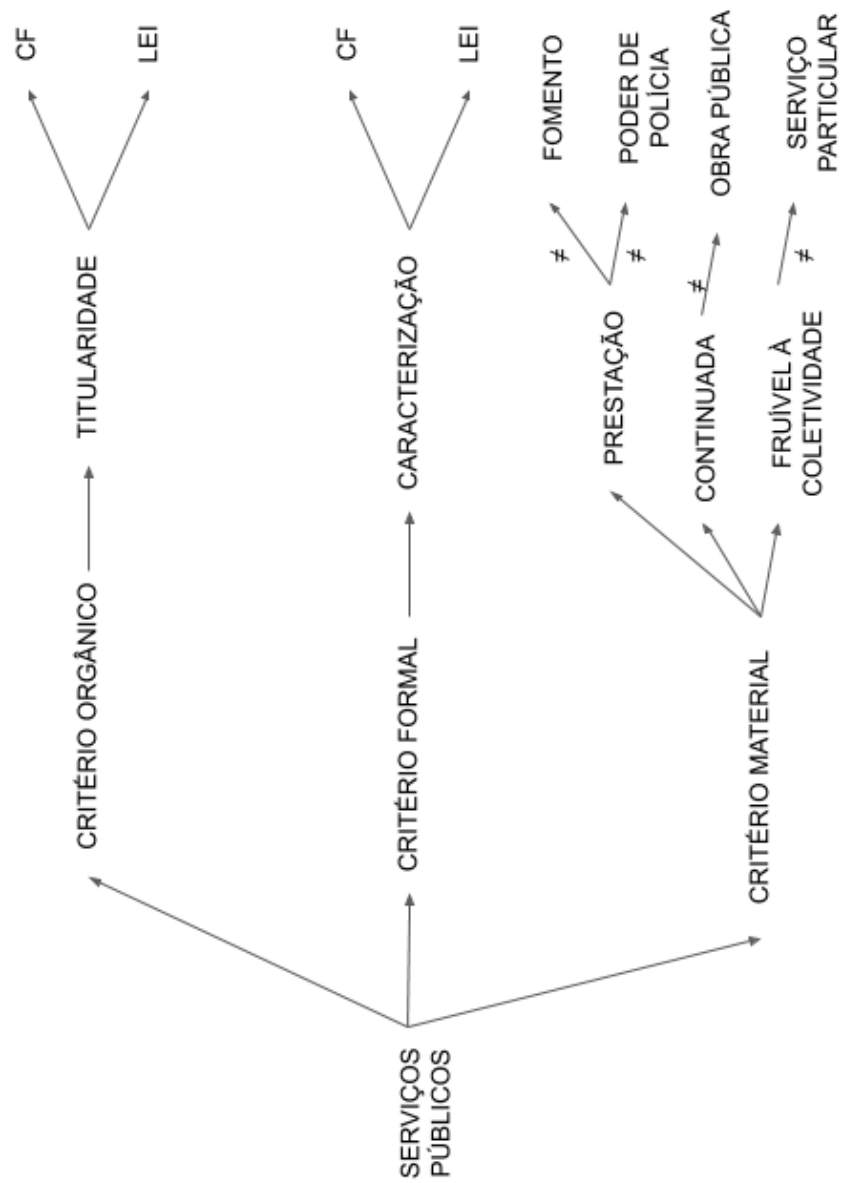 SERVIÇOS
PÚBLICOS
CRITÉRIO ORGÂNICO
TITULARIDADE
CF
LEI
CRITÉRIO FORMAL
CARACTERIZAÇÃO
CF
LEI
CRITÉRIO MATERIAL
PRESTAÇÃO
≠
FOMENTO
≠
PODER DE
POLÍCIA
CONTINUADA
≠
OBRA PÚBLICA
FRUÍVEL À
COLETIVIDADE
≠
SERVIÇO
PARTICULAR